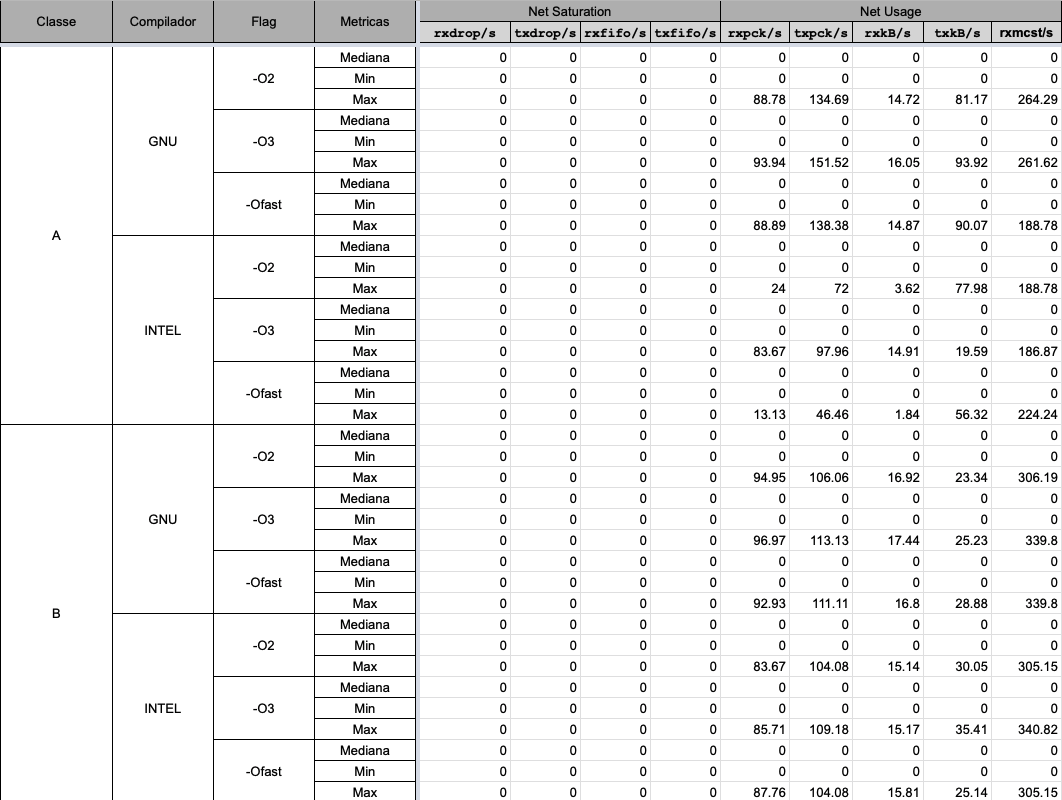 Classe Compilador Flag Metricas Net Saturation Net Usage
rxdrop/s txdrop/s rxfifo/s txfifo/s rxpck/s txpck/s rxkB/s txkB/s rxmcst/s
A GNU -O2 Mediana 0 0 0 0 0 0 0 0 0
Min 0 0 0 0 0 0 0 0 0
Max 0 0 0 0 88.78 134.69 14.72 81.17 264.29
-O3 Mediana 0 0 0 0 0 0 0 0 0
Min 0 0 0 0 0 0 0 0 0
Max 0 0 0 0 93.94 151.52 16.05 93.92 261.62
-Ofast Mediana 0 0 0 0 0 0 0 0 0
Min 0 0 0 0 0 0 0 0 0
Max 0 0 0 0 88.89 138.38 14.87 90.07 188.78
INTEL -O2 Mediana 0 0 0 0 0 0 0 0 0
Min 0 0 0 0 0 0 0 0 0
Max 0 0 0 0 24 72 3.62 77.98 188.78
-O3 Mediana 0 0 0 0 0 0 0 0 0
Min 0 0 0 0 0 0 0 0 0
Max 0 0 0 0 83.67 97.96 14.91 19.59 186.87
-Ofast Mediana 0 0 0 0 0 0 0 0 0
Min 0 0 0 0 0 0 0 0 0
Max 0 0 0 0 13.13 46.46 1.84 56.32 224.24
B GNU -O2 Mediana 0 0 0 0 0 0 0 0 0
Min 0 0 0 0 0 0 0 0 0
Max 0 0 0 0 94.95 106.06 16.92 23.34 306.19
-O3 Mediana 0 0 0 0 0 0 0 0 0
Min 0 0 0 0 0 0 0 0 0
Max 0 0 0 0 96.97 113.13 17.44 25.23 339.8
-Ofast Mediana 0 0 0 0 0 0 0 0 0
Min 0 0 0 0 0 0 0 0 0
Max 0 0 0 0 92.93 111.11 16.8 28.88 339.8
INTEL -O2 Mediana 0 0 0 0 0 0 0 0 0
Min 0 0 0 0 0 0 0 0 0
Max 0 0 0 0 83.67 104.08 15.14 30.05 305.15
-O3 Mediana 0 0 0 0 0 0 0 0 0
Min 0 0 0 0 0 0 0 0 0
Max 0 0 0 0 85.71 109.18 15.17 35.41 340.82
-Ofast Mediana 0 0 0 0 0 0 0 0 0
Min 0 0 0 0 0 0 0 0 0
Max 0 0 0 0 87.76 104.08 15.81 25.14 305.15